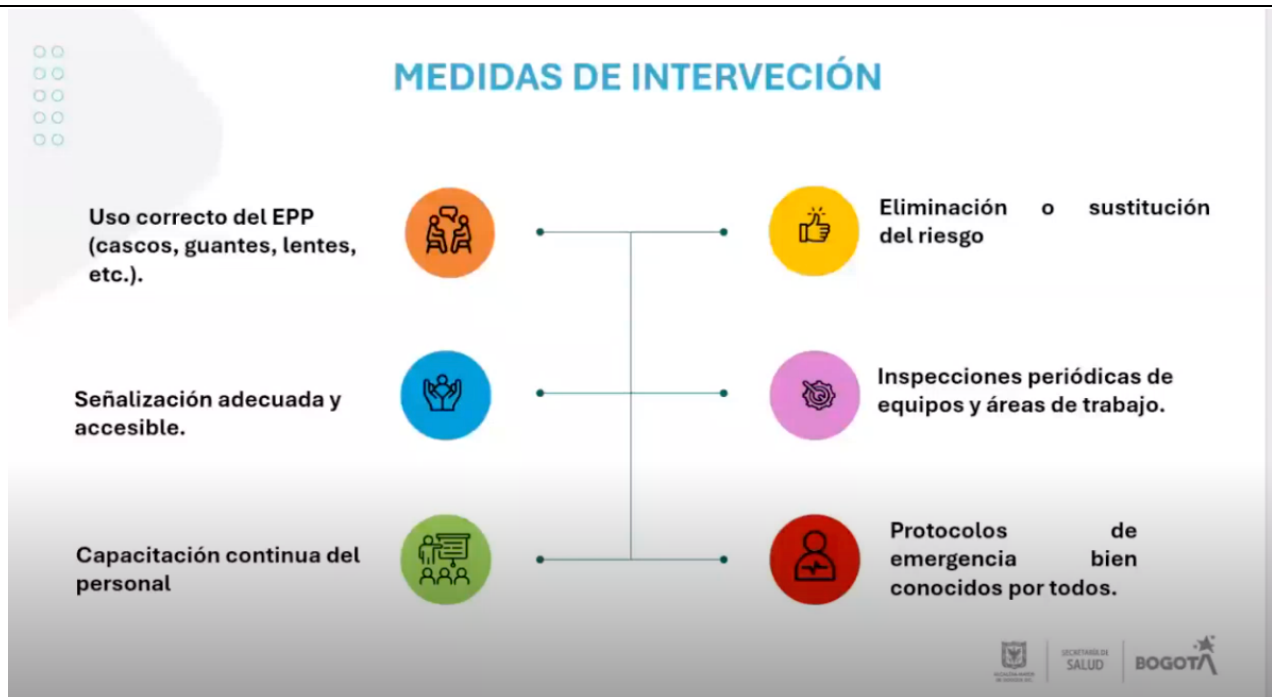 MEDIDAS DE INTERVECIÓN
Uso correcto del EPP
(cascos, guantes, lentes,
etc.).
Eliminación o sustitución
del riesgo
Señalización adecuada y
accesible.
Inspecciones periódicas de
equipos y áreas de trabajo.
Capacitación continua del
personal
Protocolos de
emergencia bien
conocidos por todos.
SECRETARÍA DE
SALUD
BOGOTÁ